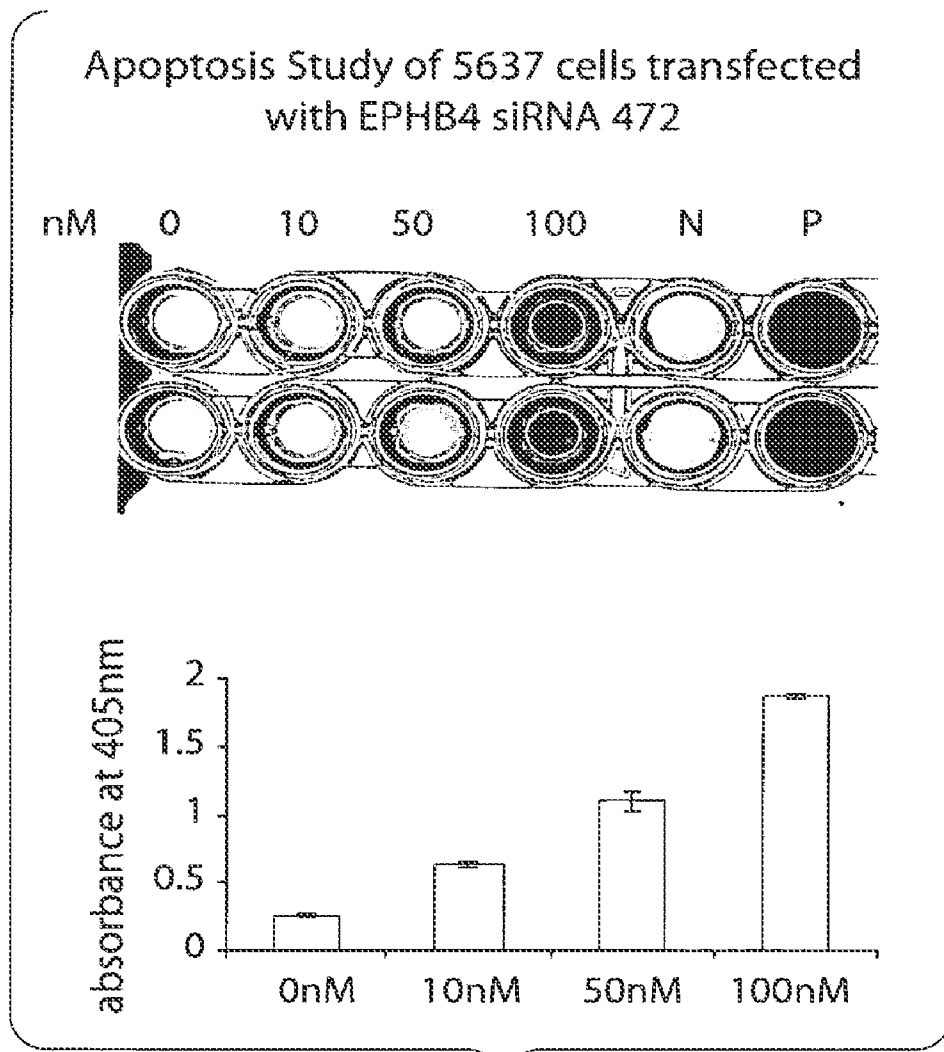 Apoptosis Study of 5637 cells transfected
with EPHB4 siRNA 472
nM 0 10 50 100 N P
absorbance at 405nm
2
1.5
1
0.5
0
0nM 10nM 50nM 100nM